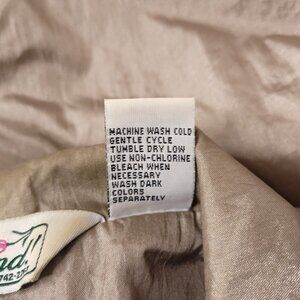 MACHINE WASH COLD
GENTLE CYCLE
TUMBLE DRY LOW
USE NON-CHLORINE
BLEACH WHEN
NECESSARY
WASH DARK
COLORS
SEPARATELY